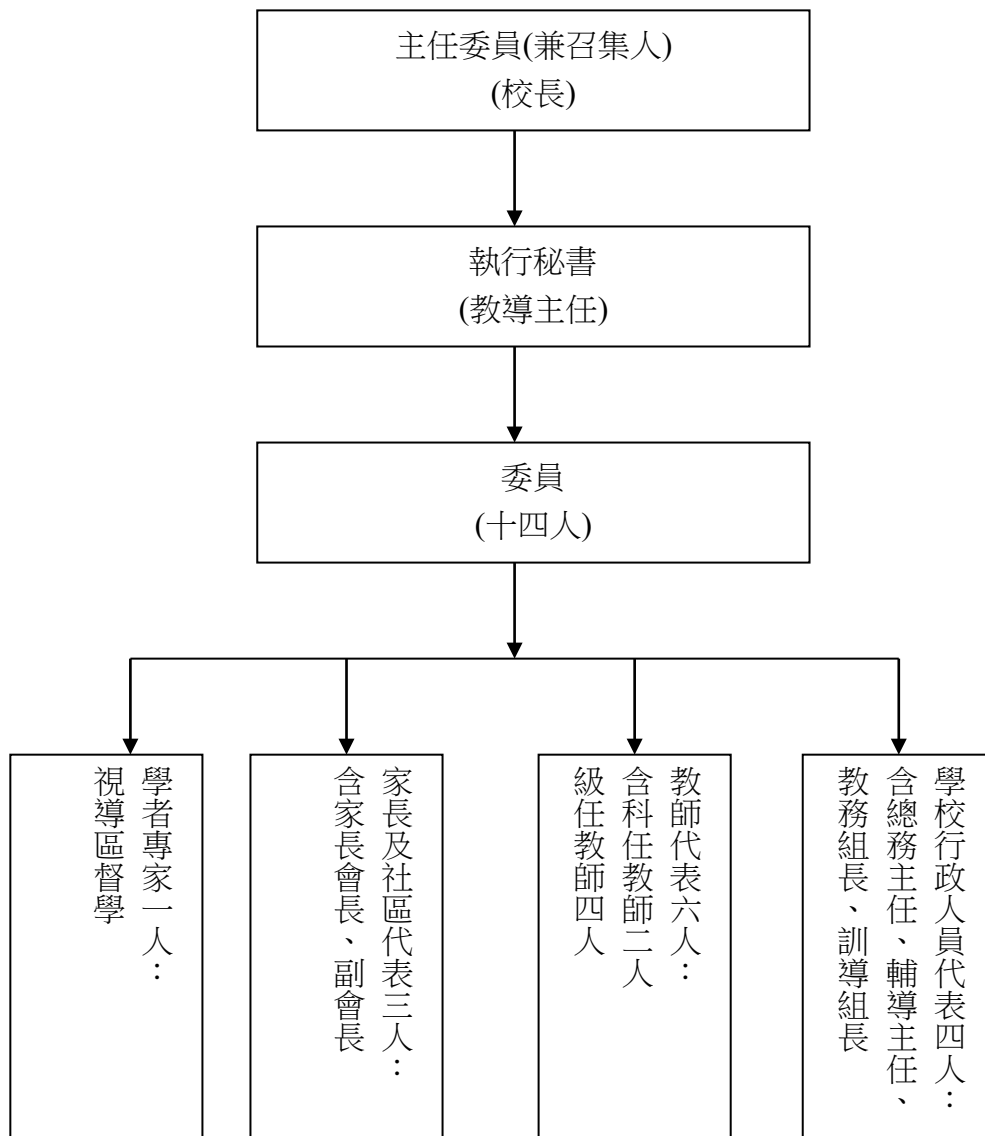 主任委員(兼召集人)
(校長)
執行秘書
(教導主任)
委員
(十四人)
學校行政人員代表四人：
含總務主任、輔導主任、
教務組長、訓導組長
教師代表六人：
含科任教師二人
級任教師四人
家長及社區代表三人：
含家長會長、副會長
學者專家一人：
視導區督學